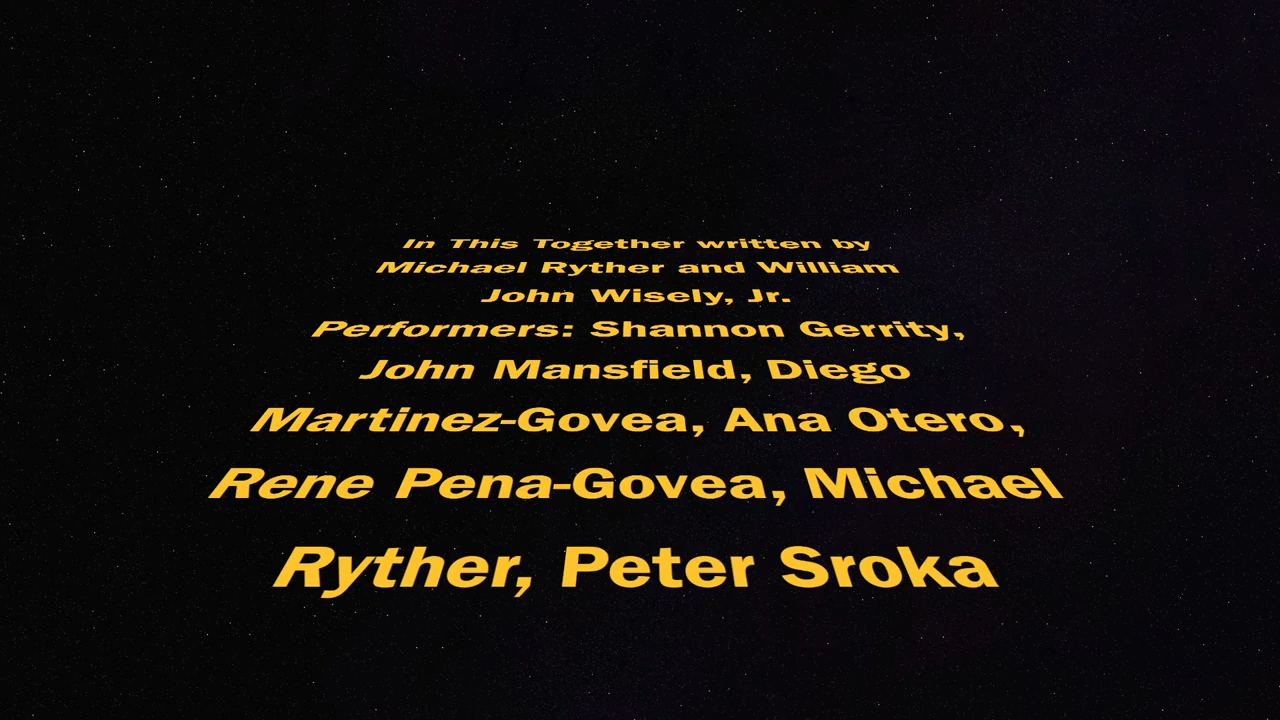 In This Together written by
Michael Ryther and William
John Wisely, Jr.
Performers: Shannon Gerrity,
John Mansfield, Diego
Martinez-Govea, Ana Otero,
Rene Pena-Govea, Michael
Ryther, Peter Sroka